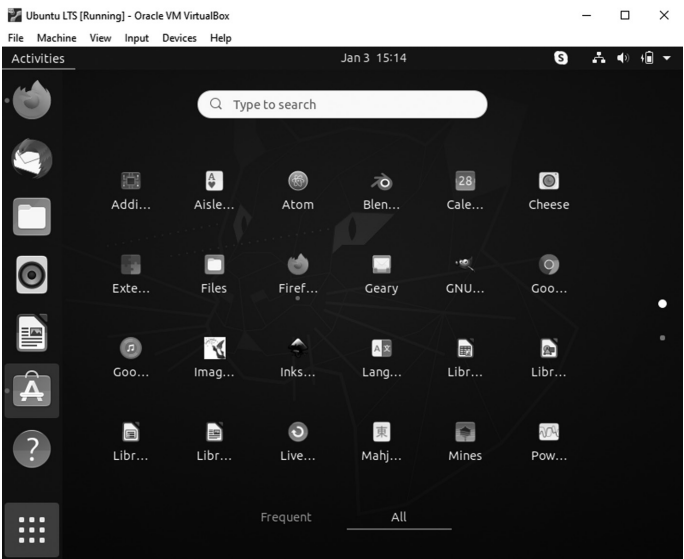 Ubuntu LTS [Running] - Oracle VM VirtualBox
File Machine View Input Devices Help
Activities Jan 3 15:14
Type to search
Addi... Aisle... Atom Blen... 28 Cale... Cheese
Exte... Files Firef... Geary GNU... Goo...
Goo... Imag... Inks... Lang... Libr... Libr...
Libr... Libr... Live... 東 Mahj... Mines Pow...
Frequent All